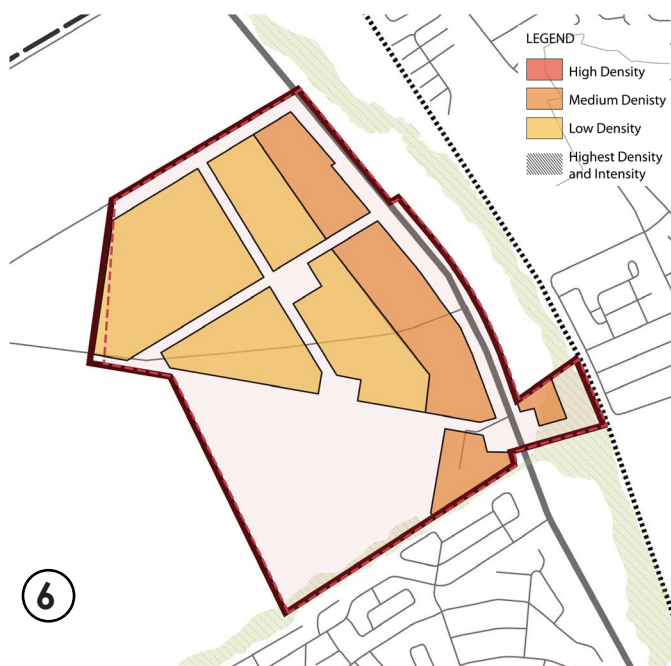 LEGEND
High Density
Medium Denisty
Low Density
Highest Density
and Intensity
6